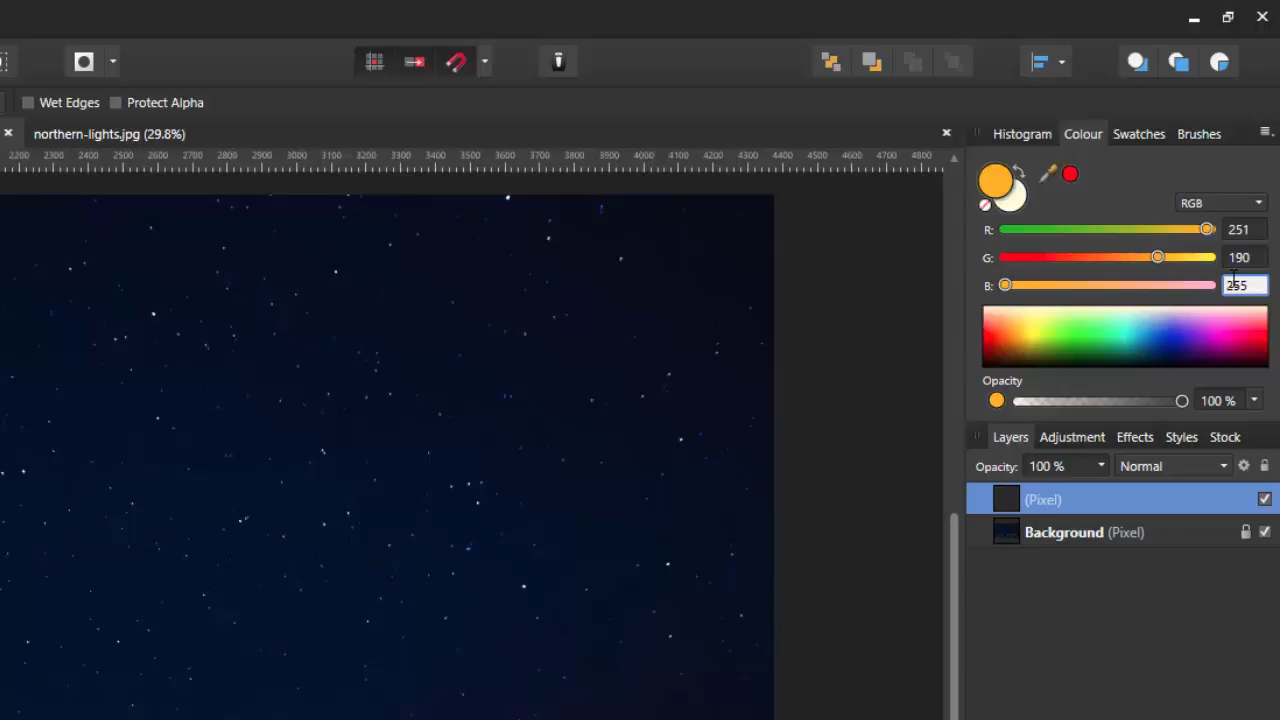 Wet Edges Protect Alpha
northern-lights.jpg (29.8%)
2200 2300 2400 2500 2600 2700 2800 2900 3000 3100 3200 3300 3400 3500 3600 3700 3800 3900 4000 4100 4200 4300 4400 4500 4600 4700 4800
Histogram Colour Swatches Brushes
RGB
R: 251
G: 190
B: 255
Opacity
100 %
Layers Adjustment Effects Styles Stock
Opacity: 100 % Normal
(Pixel)
Background (Pixel)